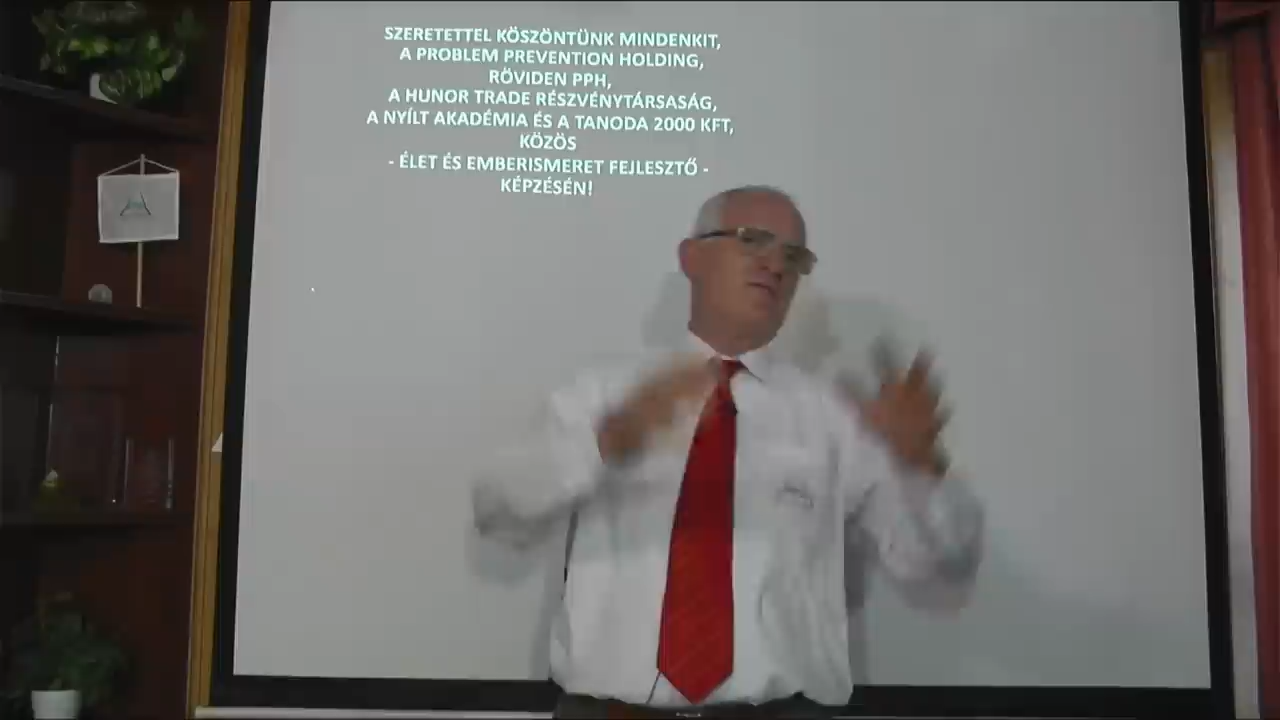 SZERETETTEL KÖSZÖNTÜNK MINDENKIT,
A PROBLEM PREVENTION HOLDING,
RÖVIDEN PPH,
A HUNOR TRADE RÉSZVÉNYTÁRSASÁG,
A NYÍLT AKADÉMIA ÉS A TANODA 2000 KFT,
KÖZÖS
- ÉLET ÉS EMBERISMERET FEJLESZTŐ -
KÉPZÉSÉN!